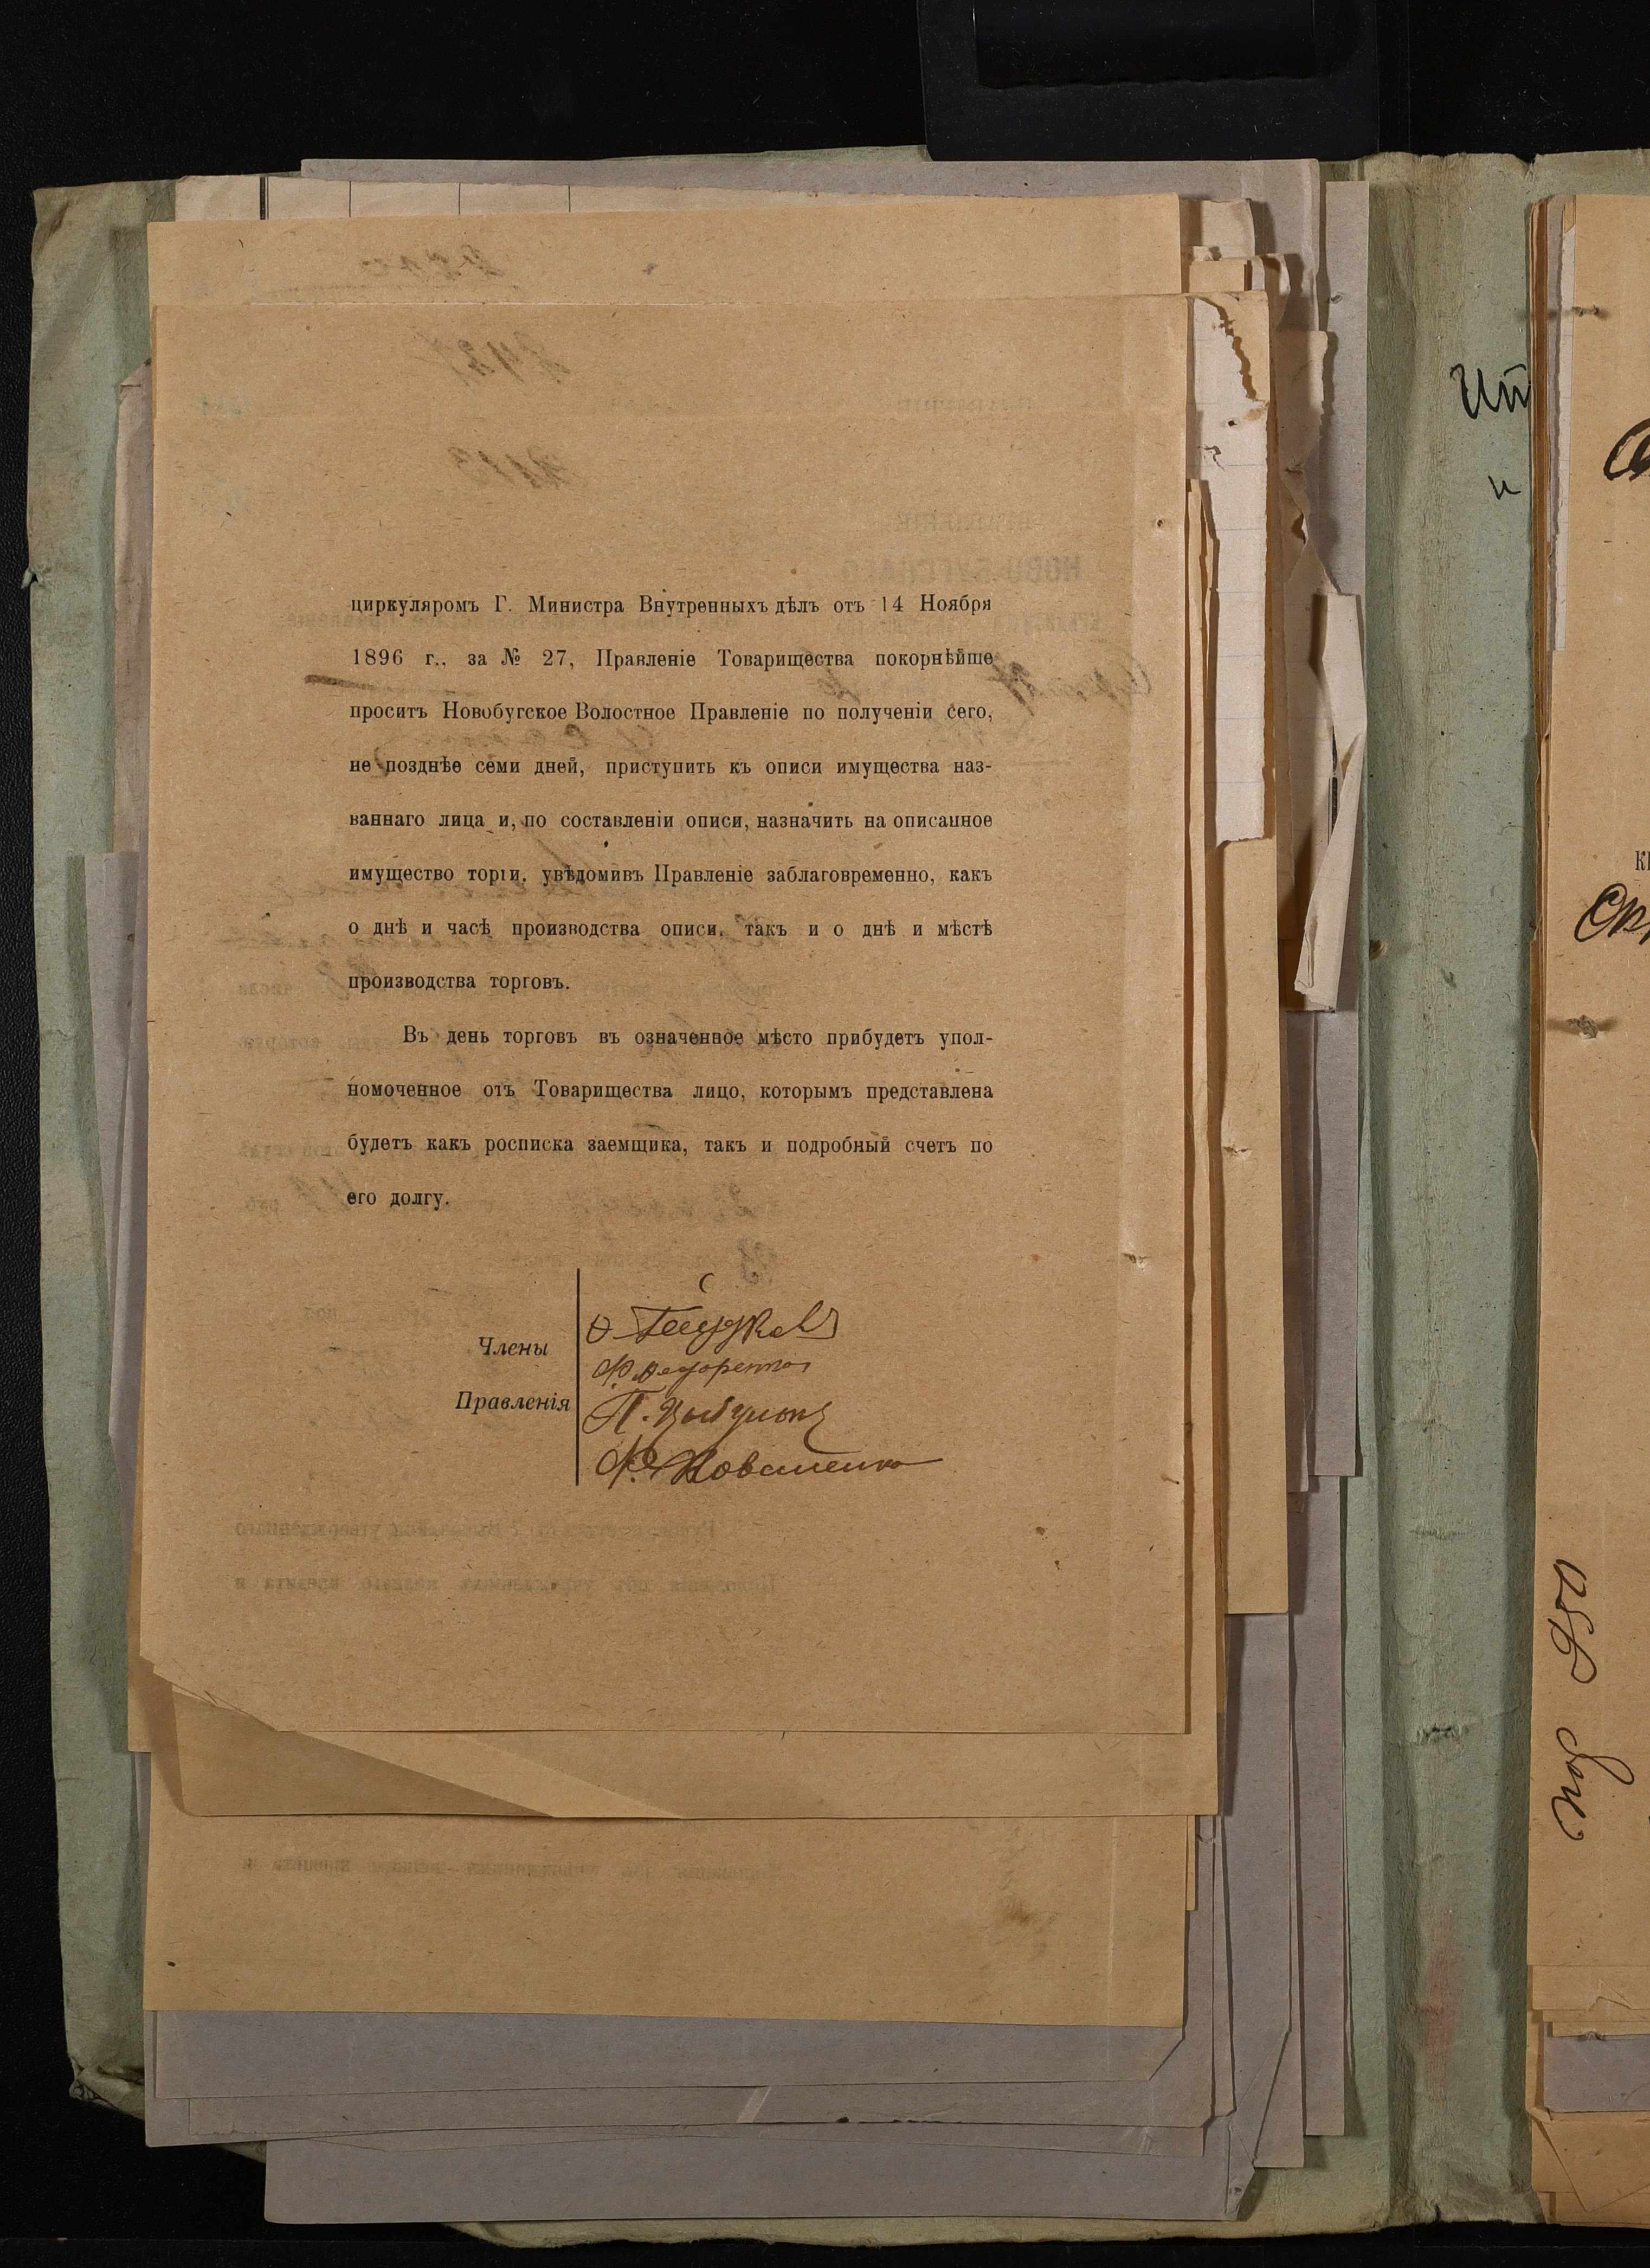 циркуляромъ Г. Министра Внутренныхъ дѣлъ отъ 14 Ноября
1896 г., за № 27, Правленіе Товарищества покорнѣйше
проситъ Новобугское Волостное Правленіе по полученіи сего,
не позднѣе семи дней, приступить къ описи имущества наз-
ваннаго лица и, по составленіи описи, назначить на описанное
имущество торги, увѣдомивъ Правленіе заблаговременно, какъ
о днѣ и часѣ производства описи, такъ и о днѣ и мѣстѣ
производства торговъ.
Въ день торговъ въ означенное мѣсто прибудетъ упол-
номоченное отъ Товарищества лицо, которымъ представлена
будетъ какъ росписка заемщика, такъ и подробный счетъ по
его долгу.
Члены
Правленія
Ф. Коваленко